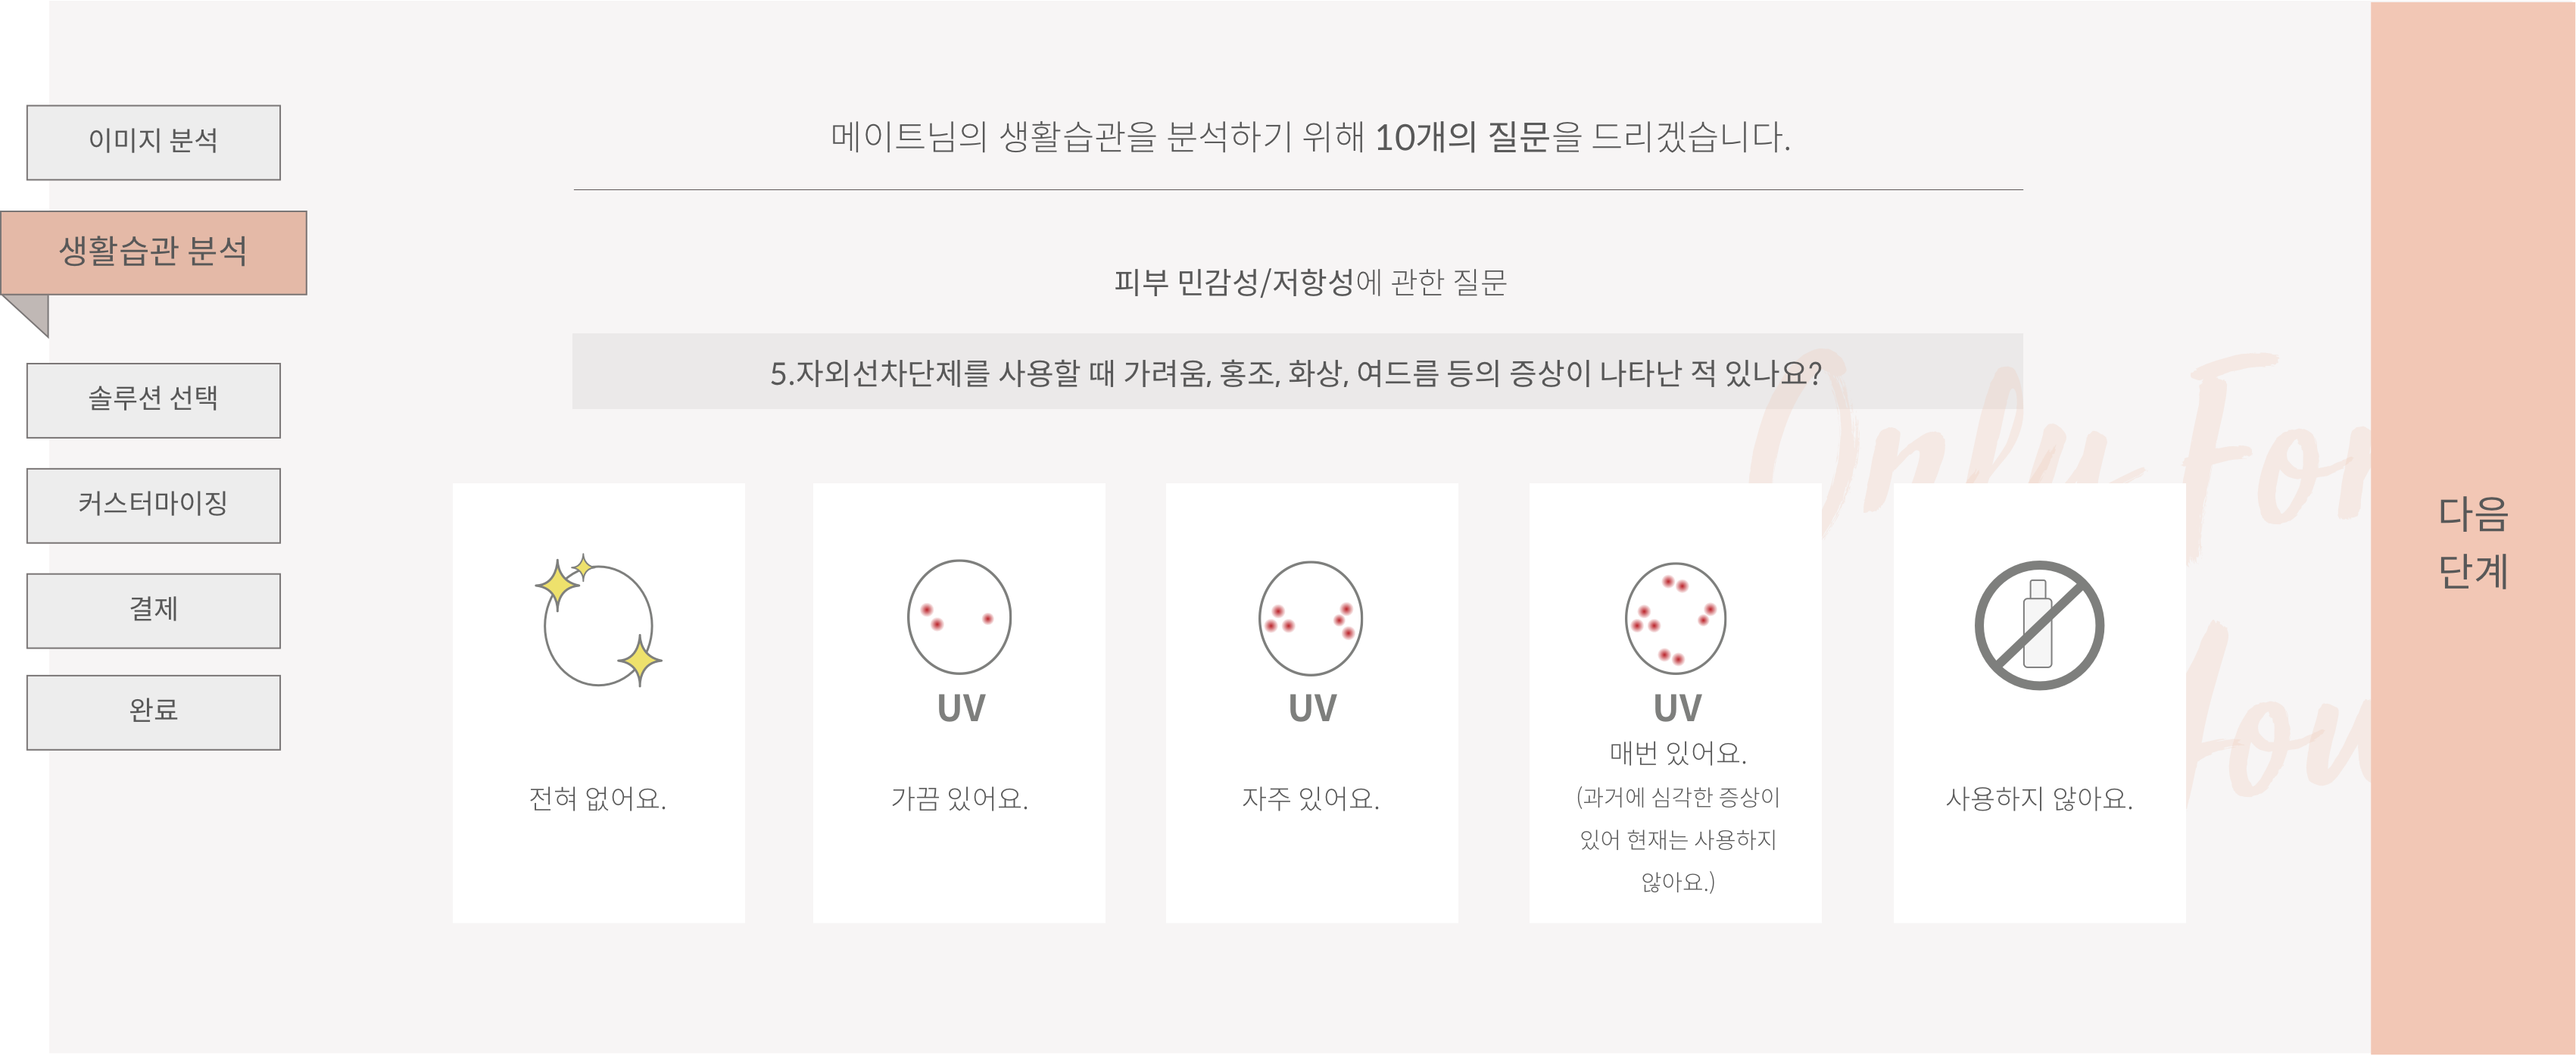 이미지 분석
생활습관 분석
솔루션 선택
커스터마이징
결제
완료
메이트님의 생활습관을 분석하기 위해 10개의 질문을 드리겠습니다.
피부 민감성/저항성에 관한 질문
5.자외선차단제를 사용할 때 가려움, 홍조, 화상, 여드름 등의 증상이 나타난 적 있나요?
Only For
You
전혀 없어요.
UV
가끔 있어요.
UV
자주 있어요.
UV
매번 있어요.
(과거에 심각한 증상이
있어 현재는 사용하지
않아요.)
사용하지 않아요.
다음
단계